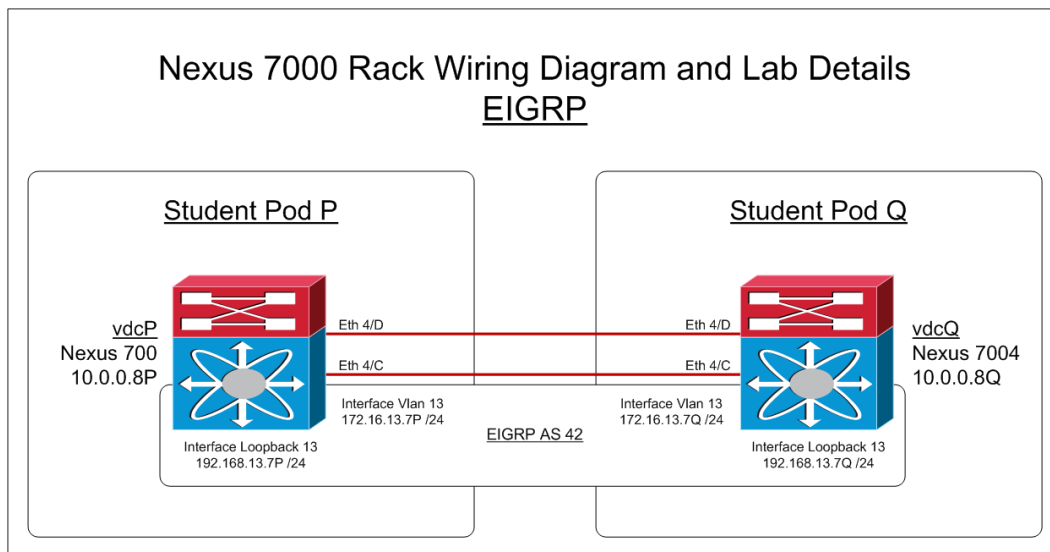 Nexus 7000 Rack Wiring Diagram and Lab Details
EIGRP
Student Pod P
Student Pod Q
vdcP
Nexus 700
10.0.0.8P
Eth 4/D
Eth 4/D
Eth 4/C
Eth 4/C
vdcQ
Nexus 7004
10.0.0.8Q
Interface Vlan 13
172.16.13.7P /24
Interface Vlan 13
172.16.13.7Q /24
EIGRP AS 42
Interface Loopback 13
192.168.13.7P /24
Interface Loopback 13
192.168.13.7Q /24